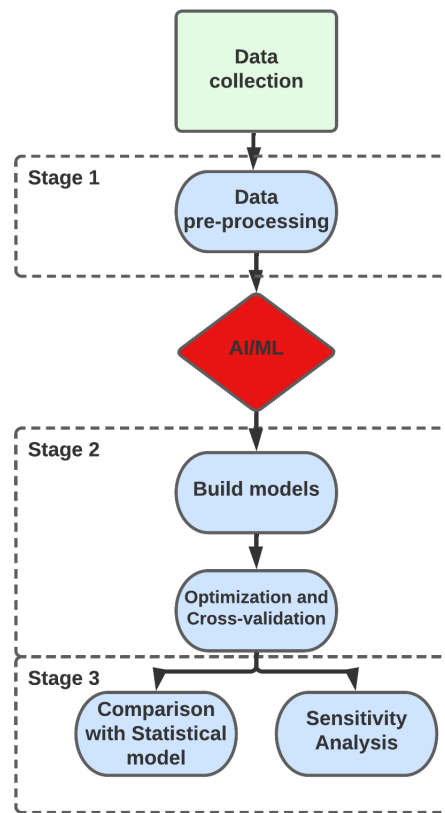 Data
collection
Stage 1
Data
pre-processing
AI/ML
Stage 2
Build models
Optimization and
Cross-validation
Stage 3
Comparison
with Statistical
model
Sensitivity
Analysis